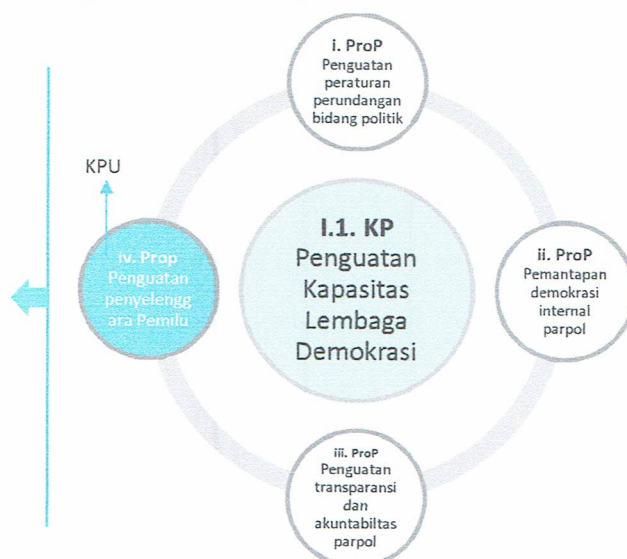 i. ProP
Penguatan
peraturan
perundangan
bidang politik
KPU
I.1. KP
Penguatan
Kapasitas
Lembaga
Demokrasi
iv. Prop
Penguatan
penyelengg
ara Pemilu
ii. ProP
Pemantapan
demokrasi
internal
parpol
iii. ProP
Penguatan
transparansi
dan
akuntabiltas
parpol